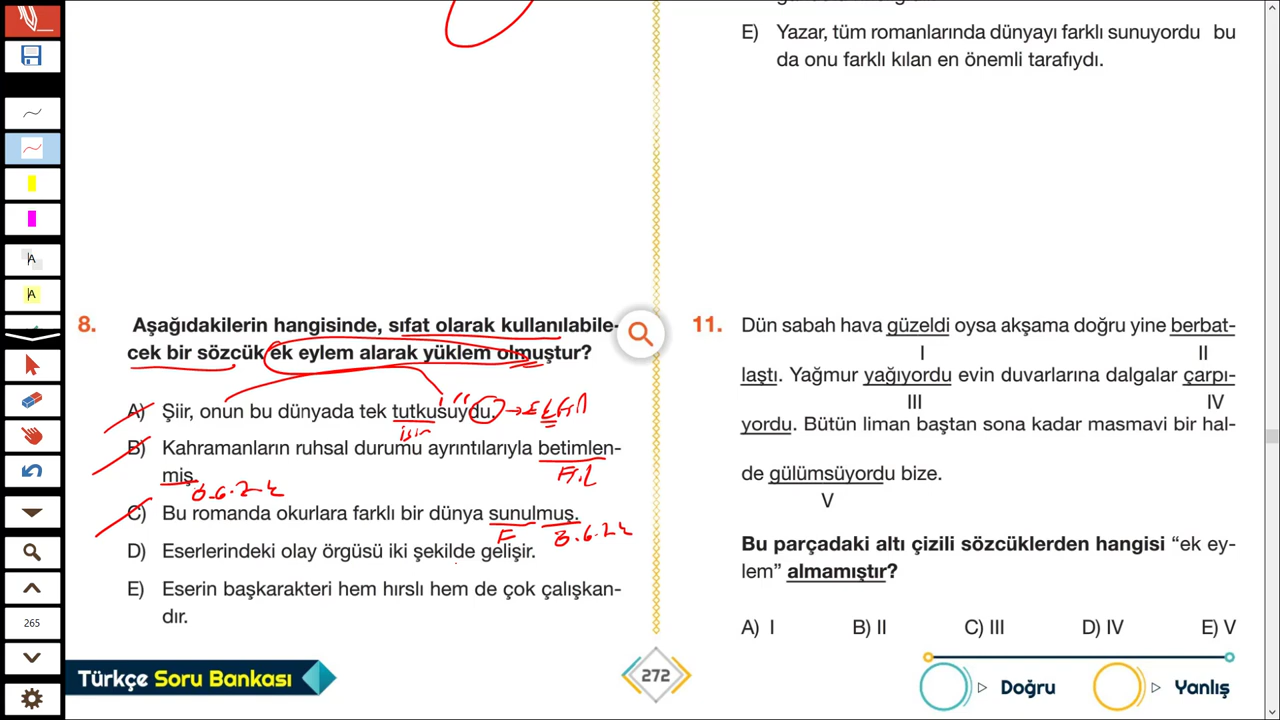 E) Yazar, tüm romanlarında dünyayı farklı sunuyordu bu
da onu farklı kılan en önemli tarafıydı.
8. Aşağıdakilerin hangisinde, sıfat olarak kullanılabile-
cek bir sözcük ek eylem alarak yüklem olmuştur?
A) Şiir, onun bu dünyada tek tutkusuydu.
isim
B) Kahramanların ruhsal durumu ayrıntılarıyla betimlen-
miş.
C) Bu romanda okurlara farklı bir dünya sunulmuş.
F
D) Eserlerindeki olay örgüsü iki şekilde gelişir.
E) Eserin başkarakteri hem hırslı hem de çok çalışkan-
dır.
11. Dün sabah hava güzeldi oysa akşama doğru yine berbat-
I II
laştı. Yağmur yağıyordu evin duvarlarına dalgalar çarpı-
III IV
yordu. Bütün liman baştan sona kadar masmavi bir hal-
de gülümsüyordu bize.
V
Bu parçadaki altı çizili sözcüklerden hangisi “ek ey-
lem” almamıştır?
A) I B) II C) III D) IV E) V
A
A
265
Türkçe Soru Bankası
272
Doğru Yanlış